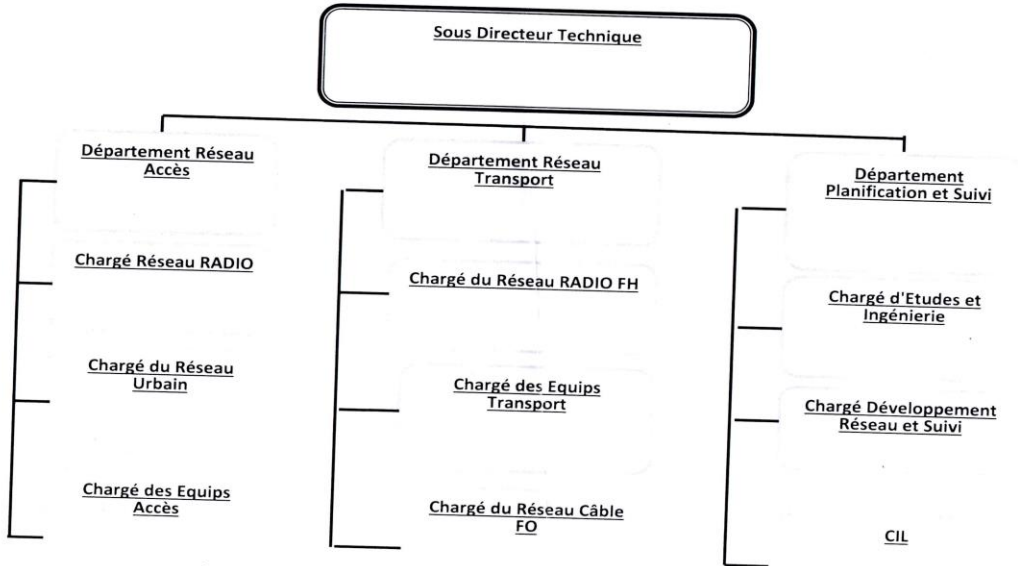 Sous Directeur Technique
Département Réseau
Accès
Chargé Réseau RADIO
Chargé du Réseau
Urbain
Chargé des Equips
Accès
Département Réseau
Transport
Chargé du Réseau RADIO FH
Chargé des Equips
Transport
Chargé du Réseau Câble
FO
Département
Planification et Suivi
Chargé d'Etudes et
Ingénierie
Chargé Développement
Réseau et Suivi
CIL